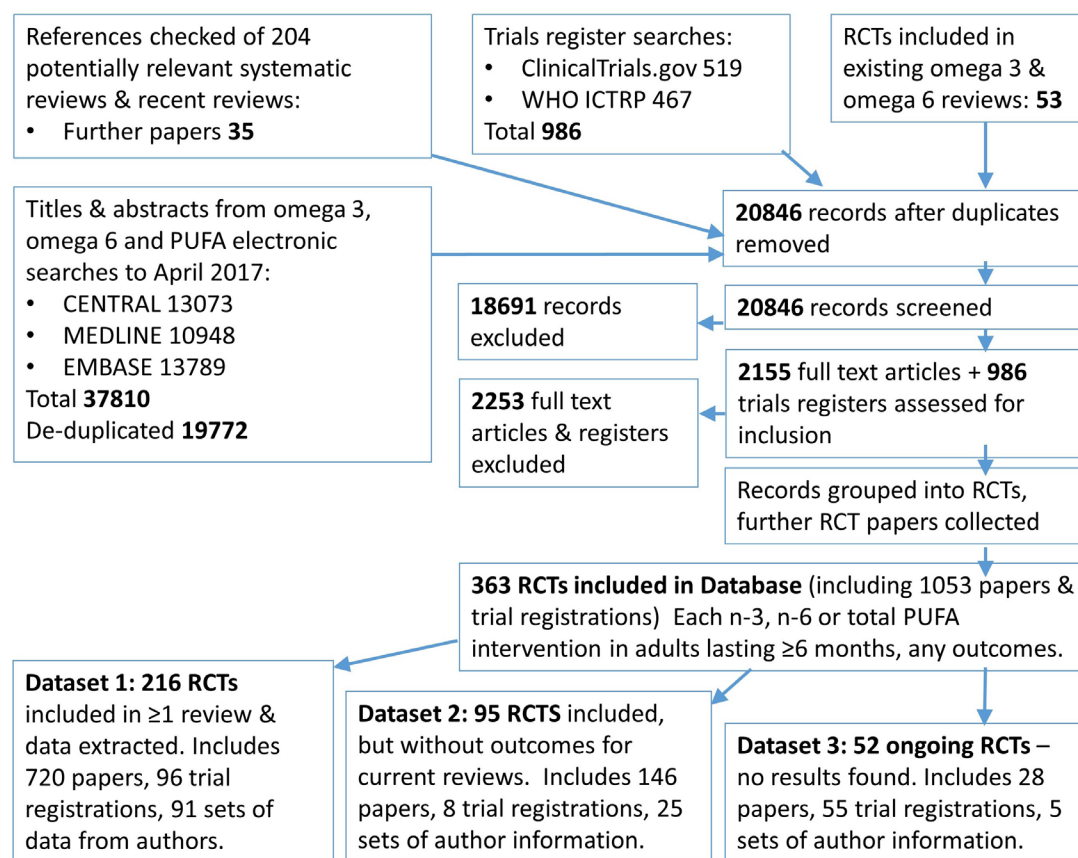 References checked of 204
potentially relevant systematic
reviews & recent reviews:
• Further papers 35
Trials register searches:
• ClinicalTrials.gov 519
• WHO ICTRP 467
Total 986
RCTs included in
existing omega 3 &
omega 6 reviews: 53
Titles & abstracts from omega 3,
omega 6 and PUFA electronic
searches to April 2017:
• CENTRAL 13073
• MEDLINE 10948
• EMBASE 13789
Total 37810
De-duplicated 19772
20846 records after duplicates
removed
20846 records screened
18691 records
excluded
2155 full text articles + 986
trials registers assessed for
inclusion
2253 full text
articles & registers
excluded
Records grouped into RCTs,
further RCT papers collected
363 RCTs included in Database (including 1053 papers &
trial registrations) Each n-3, n-6 or total PUFA
intervention in adults lasting ≥6 months, any outcomes.
Dataset 1: 216 RCTs
included in ≥1 review &
data extracted. Includes
720 papers, 96 trial
registrations, 91 sets of
data from authors.
Dataset 2: 95 RCTS included,
but without outcomes for
current reviews. Includes 146
papers, 8 trial registrations, 25
sets of author information.
Dataset 3: 52 ongoing RCTs –
no results found. Includes 28
papers, 55 trial registrations, 5
sets of author information.